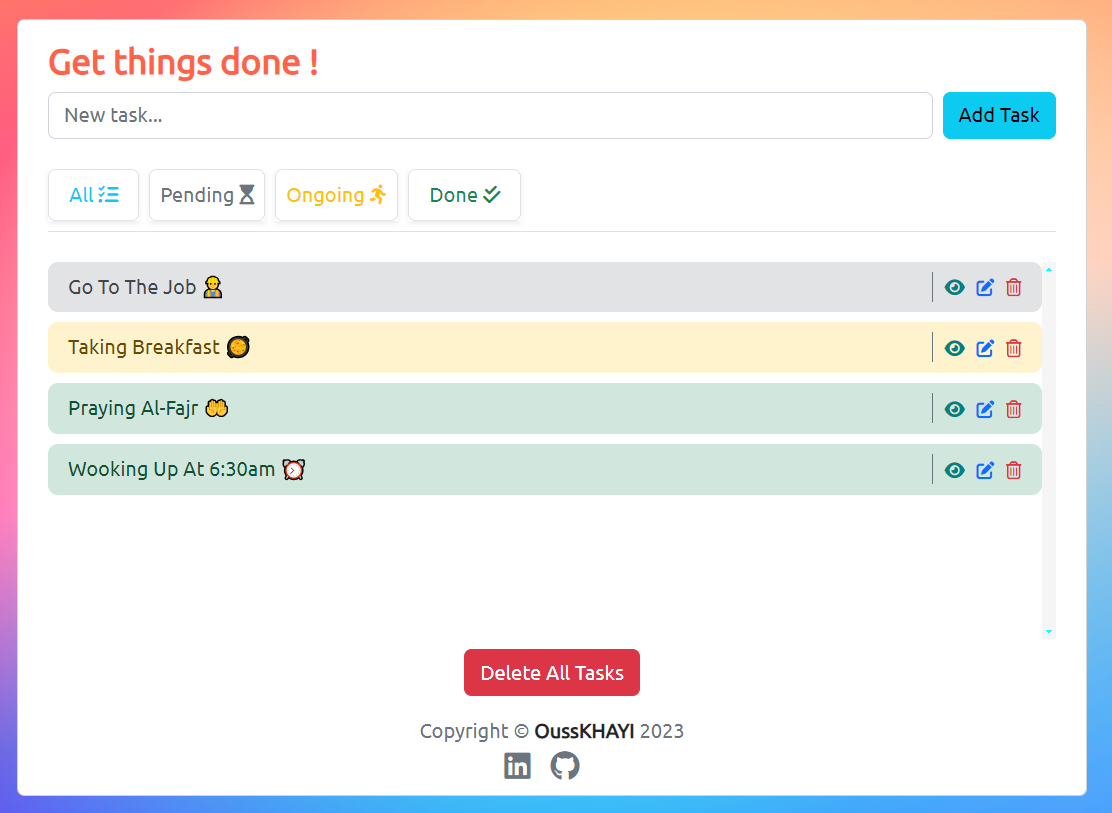 Get things done !
New task...
Add Task
All
Pending
Ongoing
Done
Go To The Job
Taking Breakfast
Praying Al-Fajr
Wooking Up At 6:30am
Delete All Tasks
Copyright © OussKHAYI 2023
in